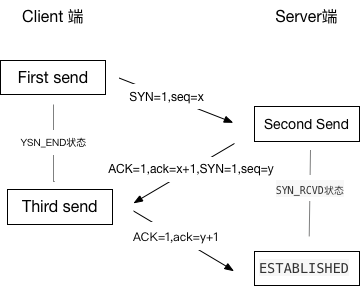 Client 端
Server端
First send
SYN=1,seq=x
Second Send
YSN_END状态
ACK=1,ack=x+1,SYN=1,seq=y
SYN_RCVD状态
Third send
ACK=1,ack=y+1
ESTABLISHED